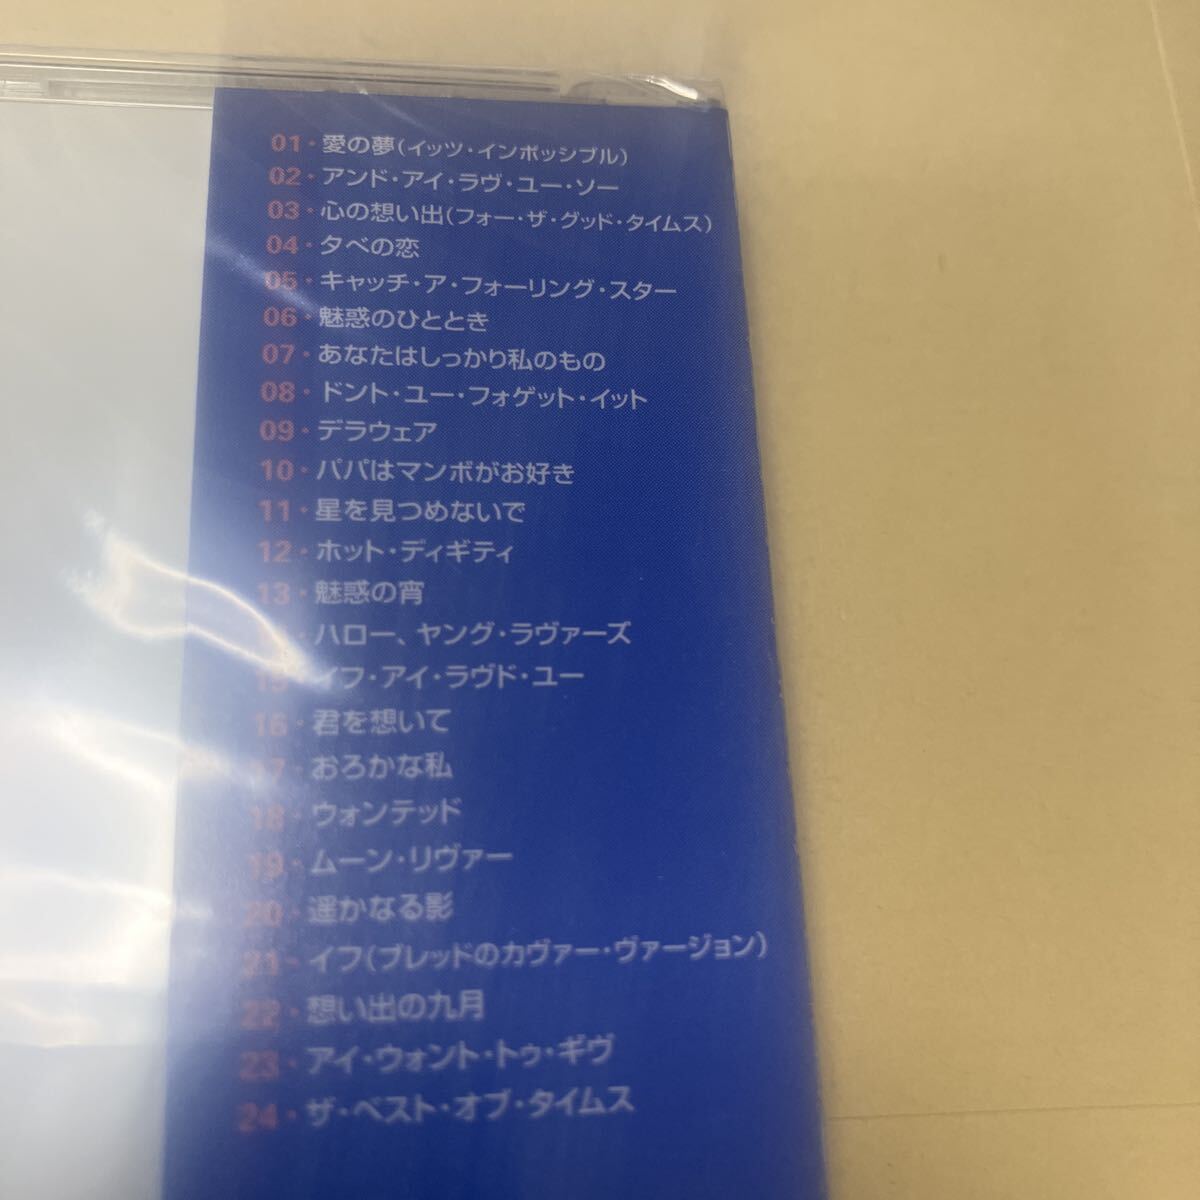 01・愛の夢(イッツ・インポッシブル)
02・アンド・アイ・ラヴ・ユー・ソー
03・心の想い出(フォー・ザ・グッド・タイムス)
04・夕べの恋
05・キャッチ・ア・フォーリング・スター
06・魅惑のひととき
07・あなたはしっかり私のもの
08・ドント・ユー・フォゲット・イット
09・デラウェア
10・パパはマンボがお好き
11・星を見つめないで
12・ホット・ディギティ
13・魅惑の宵
・ハロー、ヤング・ラヴァーズ
15・イフ・アイ・ラヴド・ユー
16・君を想いて
17・おろかな私
18・ウォンテッド
19・ムーン・リヴァー
20・遥かなる影
21・イフ(ブレッドのカヴァー・ヴァージョン)
22・想い出の九月
23・アイ・ウォント・トゥ・ギヴ
24・ザ・ベスト・オブ・タイムス